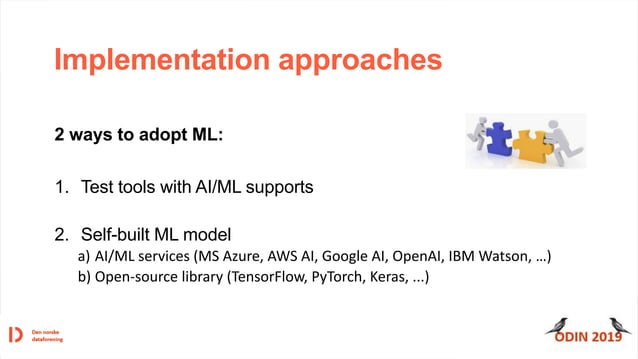 Implementation approaches
2 ways to adopt ML:
1. Test tools with AI/ML supports
2. Self-built ML model
a) AI/ML services (MS Azure, AWS AI, Google AI, OpenAI, IBM Watson, …)
b) Open-source library (TensorFlow, PyTorch, Keras, ...)
Den norske
dataforening
ODIN 2019